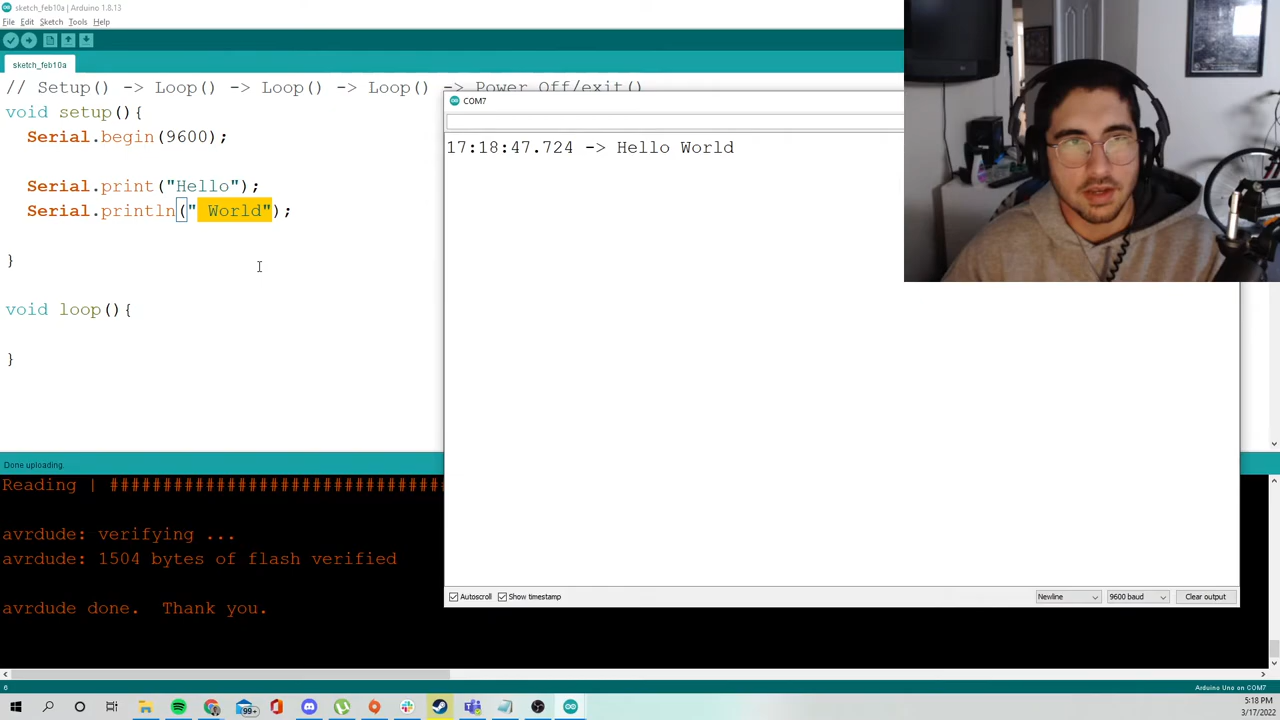 sketch_feb10a | Arduino 1.8.13
File Edit Sketch Tools Help
sketch_feb10a
// Setup() -> Loop() -> Loop() -> Loop() -> Power Off/exit()
void setup(){
Serial.begin(9600);
Serial.print("Hello");
Serial.println(" World");
}
void loop(){
}
COM7
17:18:47.724 -> Hello World
Autoscroll Show timestamp
Newline 9600 baud Clear output
Done uploading.
Reading | ###############################
avrdude: verifying ...
avrdude: 1504 bytes of flash verified
avrdude done. Thank you.
6
Arduino Uno on COM7
99+
5:18 PM
3/17/2022